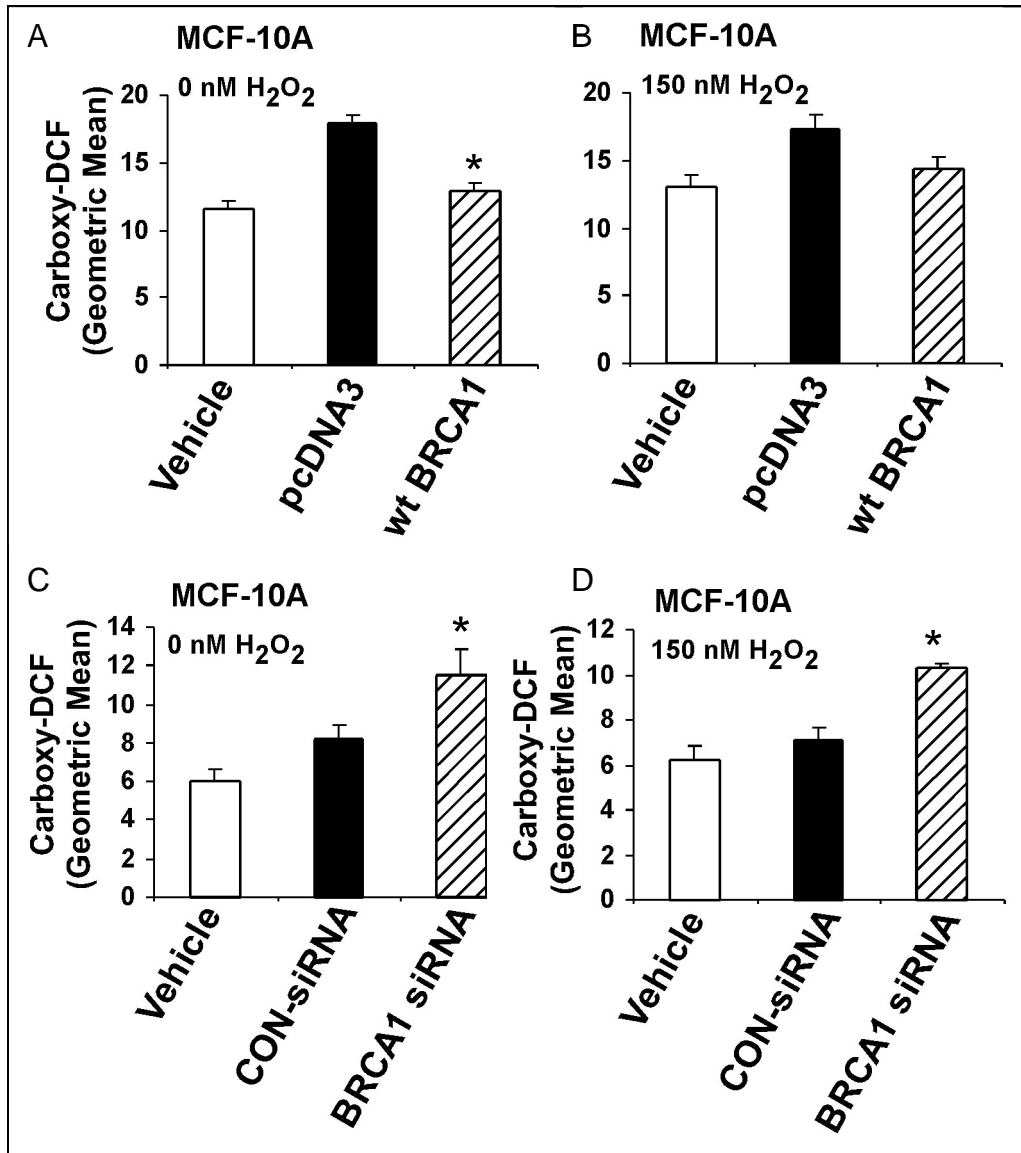 A
MCF-10A
0 nM H₂O₂
Carboxy-DCF
(Geometric Mean)
20
15
10
5
0
Vehicle
pcDNA3
*
wt BRCA1
B
MCF-10A
150 nM H₂O₂
20
15
10
5
0
Vehicle
pcDNA3
wt BRCA1
C
MCF-10A
0 nM H₂O₂
Carboxy-DCF
(Geometric Mean)
14
12
10
8
6
4
2
0
Vehicle
CON-siRNA
*
BRCA1 siRNA
D
MCF-10A
150 nM H₂O₂
Carboxy-DCF
(Geometric Mean)
12
10
8
6
4
2
0
Vehicle
CON-siRNA
*
BRCA1 siRNA